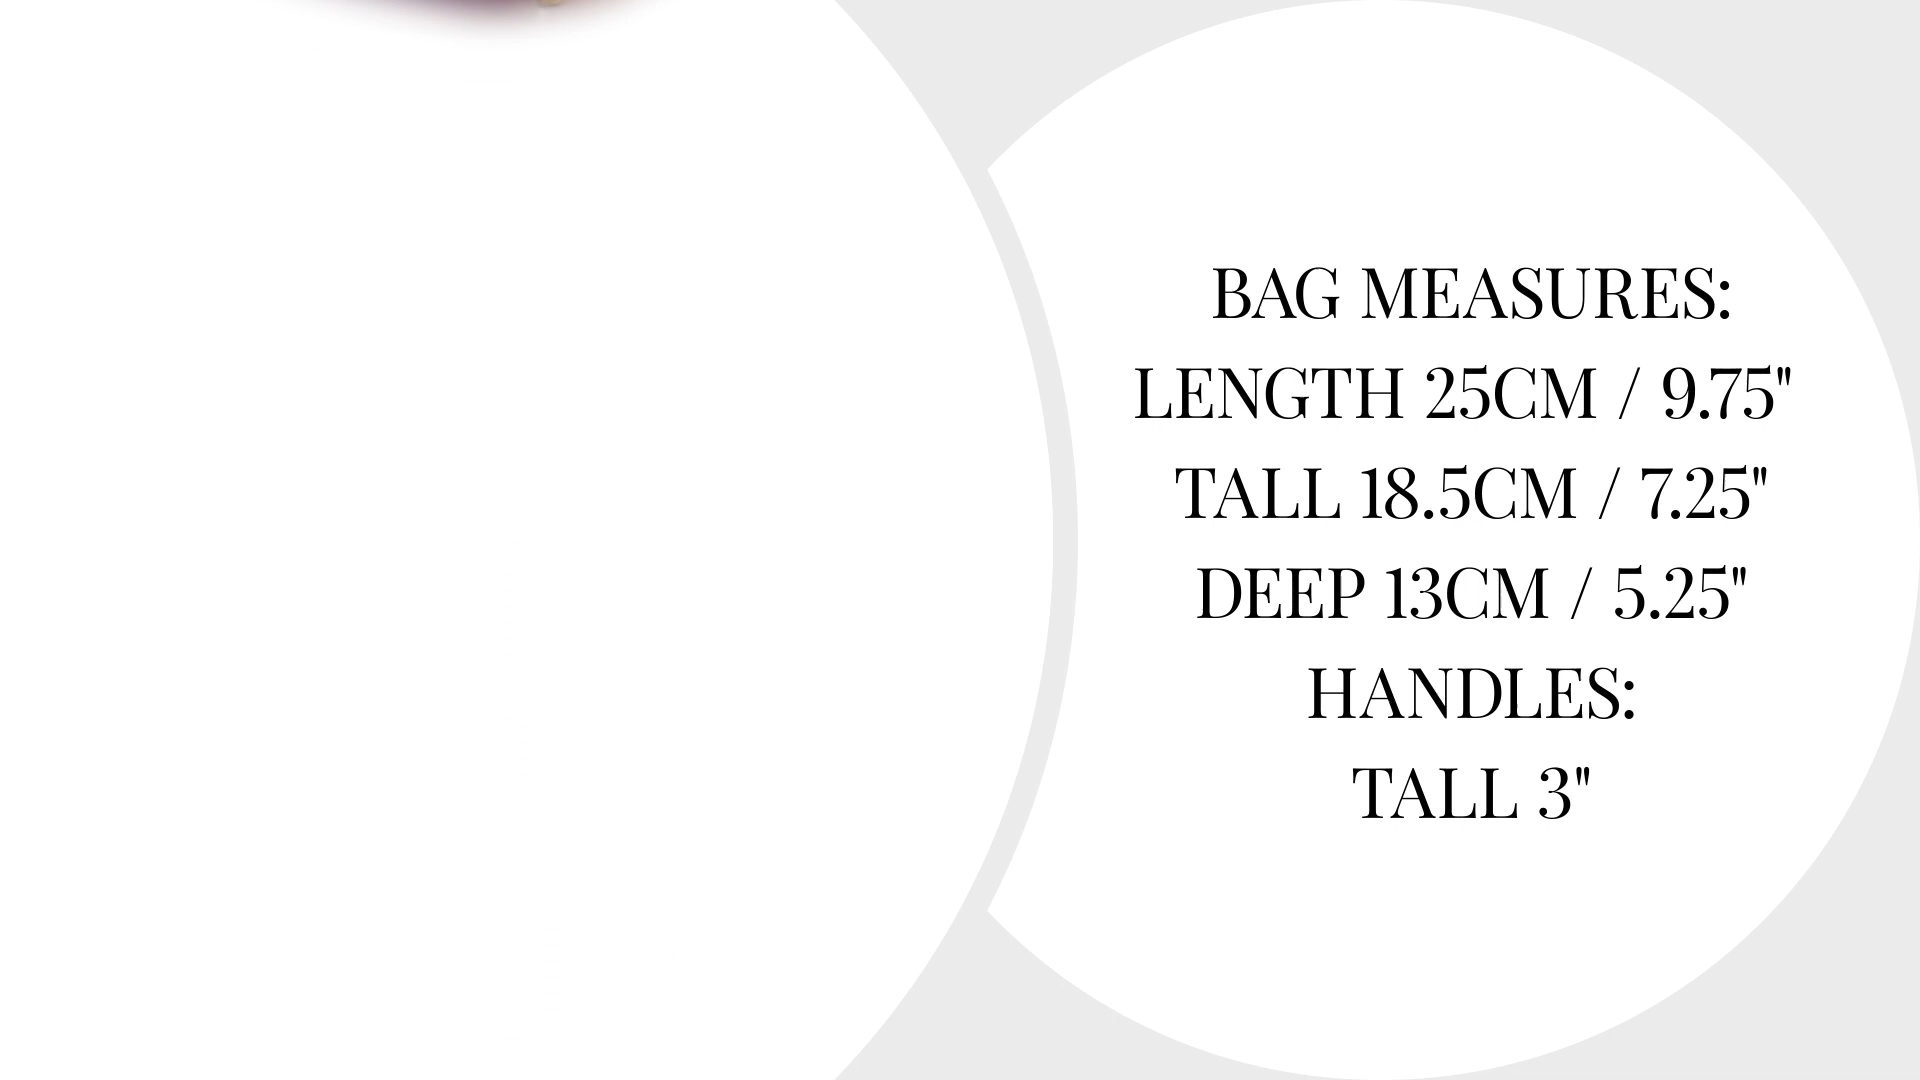 BAG MEASURES:
LENGTH 25CM / 9.75"
TALL 18.5CM / 7.25"
DEEP 13CM / 5.25"
HANDLES:
TALL 3"